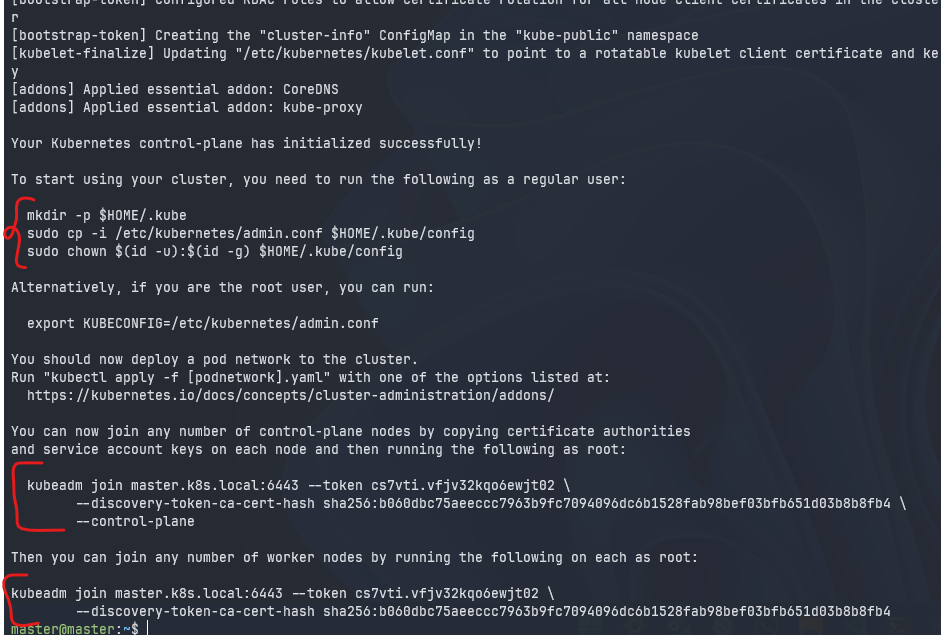 [bootstrap-token] Configured RBAC roles to allow certificate rotation for all node client certificates in the cluste
r
[bootstrap-token] Creating the "cluster-info" ConfigMap in the "kube-public" namespace
[kubelet-finalize] Updating "/etc/kubernetes/kubelet.conf" to point to a rotatable kubelet client certificate and ke
y
[addons] Applied essential addon: CoreDNS
[addons] Applied essential addon: kube-proxy
Your Kubernetes control-plane has initialized successfully!
To start using your cluster, you need to run the following as a regular user:
mkdir -p $HOME/.kube
sudo cp -i /etc/kubernetes/admin.conf $HOME/.kube/config
sudo chown $(id -u):$(id -g) $HOME/.kube/config
Alternatively, if you are the root user, you can run:
export KUBECONFIG=/etc/kubernetes/admin.conf
You should now deploy a pod network to the cluster.
Run "kubectl apply -f [podnetwork].yaml" with one of the options listed at:
https://kubernetes.io/docs/concepts/cluster-administration/addons/
You can now join any number of control-plane nodes by copying certificate authorities
and service account keys on each node and then running the following as root:
kubeadm join master.k8s.local:6443 --token cs7vti.vfjv32kqo6ewjt02 \
--discovery-token-ca-cert-hash sha256:b060dbc75aeeccc7963b9fc7094096dc6b1528fab98bef03bfb651d03b8b8fb4 \
--control-plane
Then you can join any number of worker nodes by running the following on each as root:
kubeadm join master.k8s.local:6443 --token cs7vti.vfjv32kqo6ewjt02 \
--discovery-token-ca-cert-hash sha256:b060dbc75aeeccc7963b9fc7094096dc6b1528fab98bef03bfb651d03b8b8fb4
master@master:~$